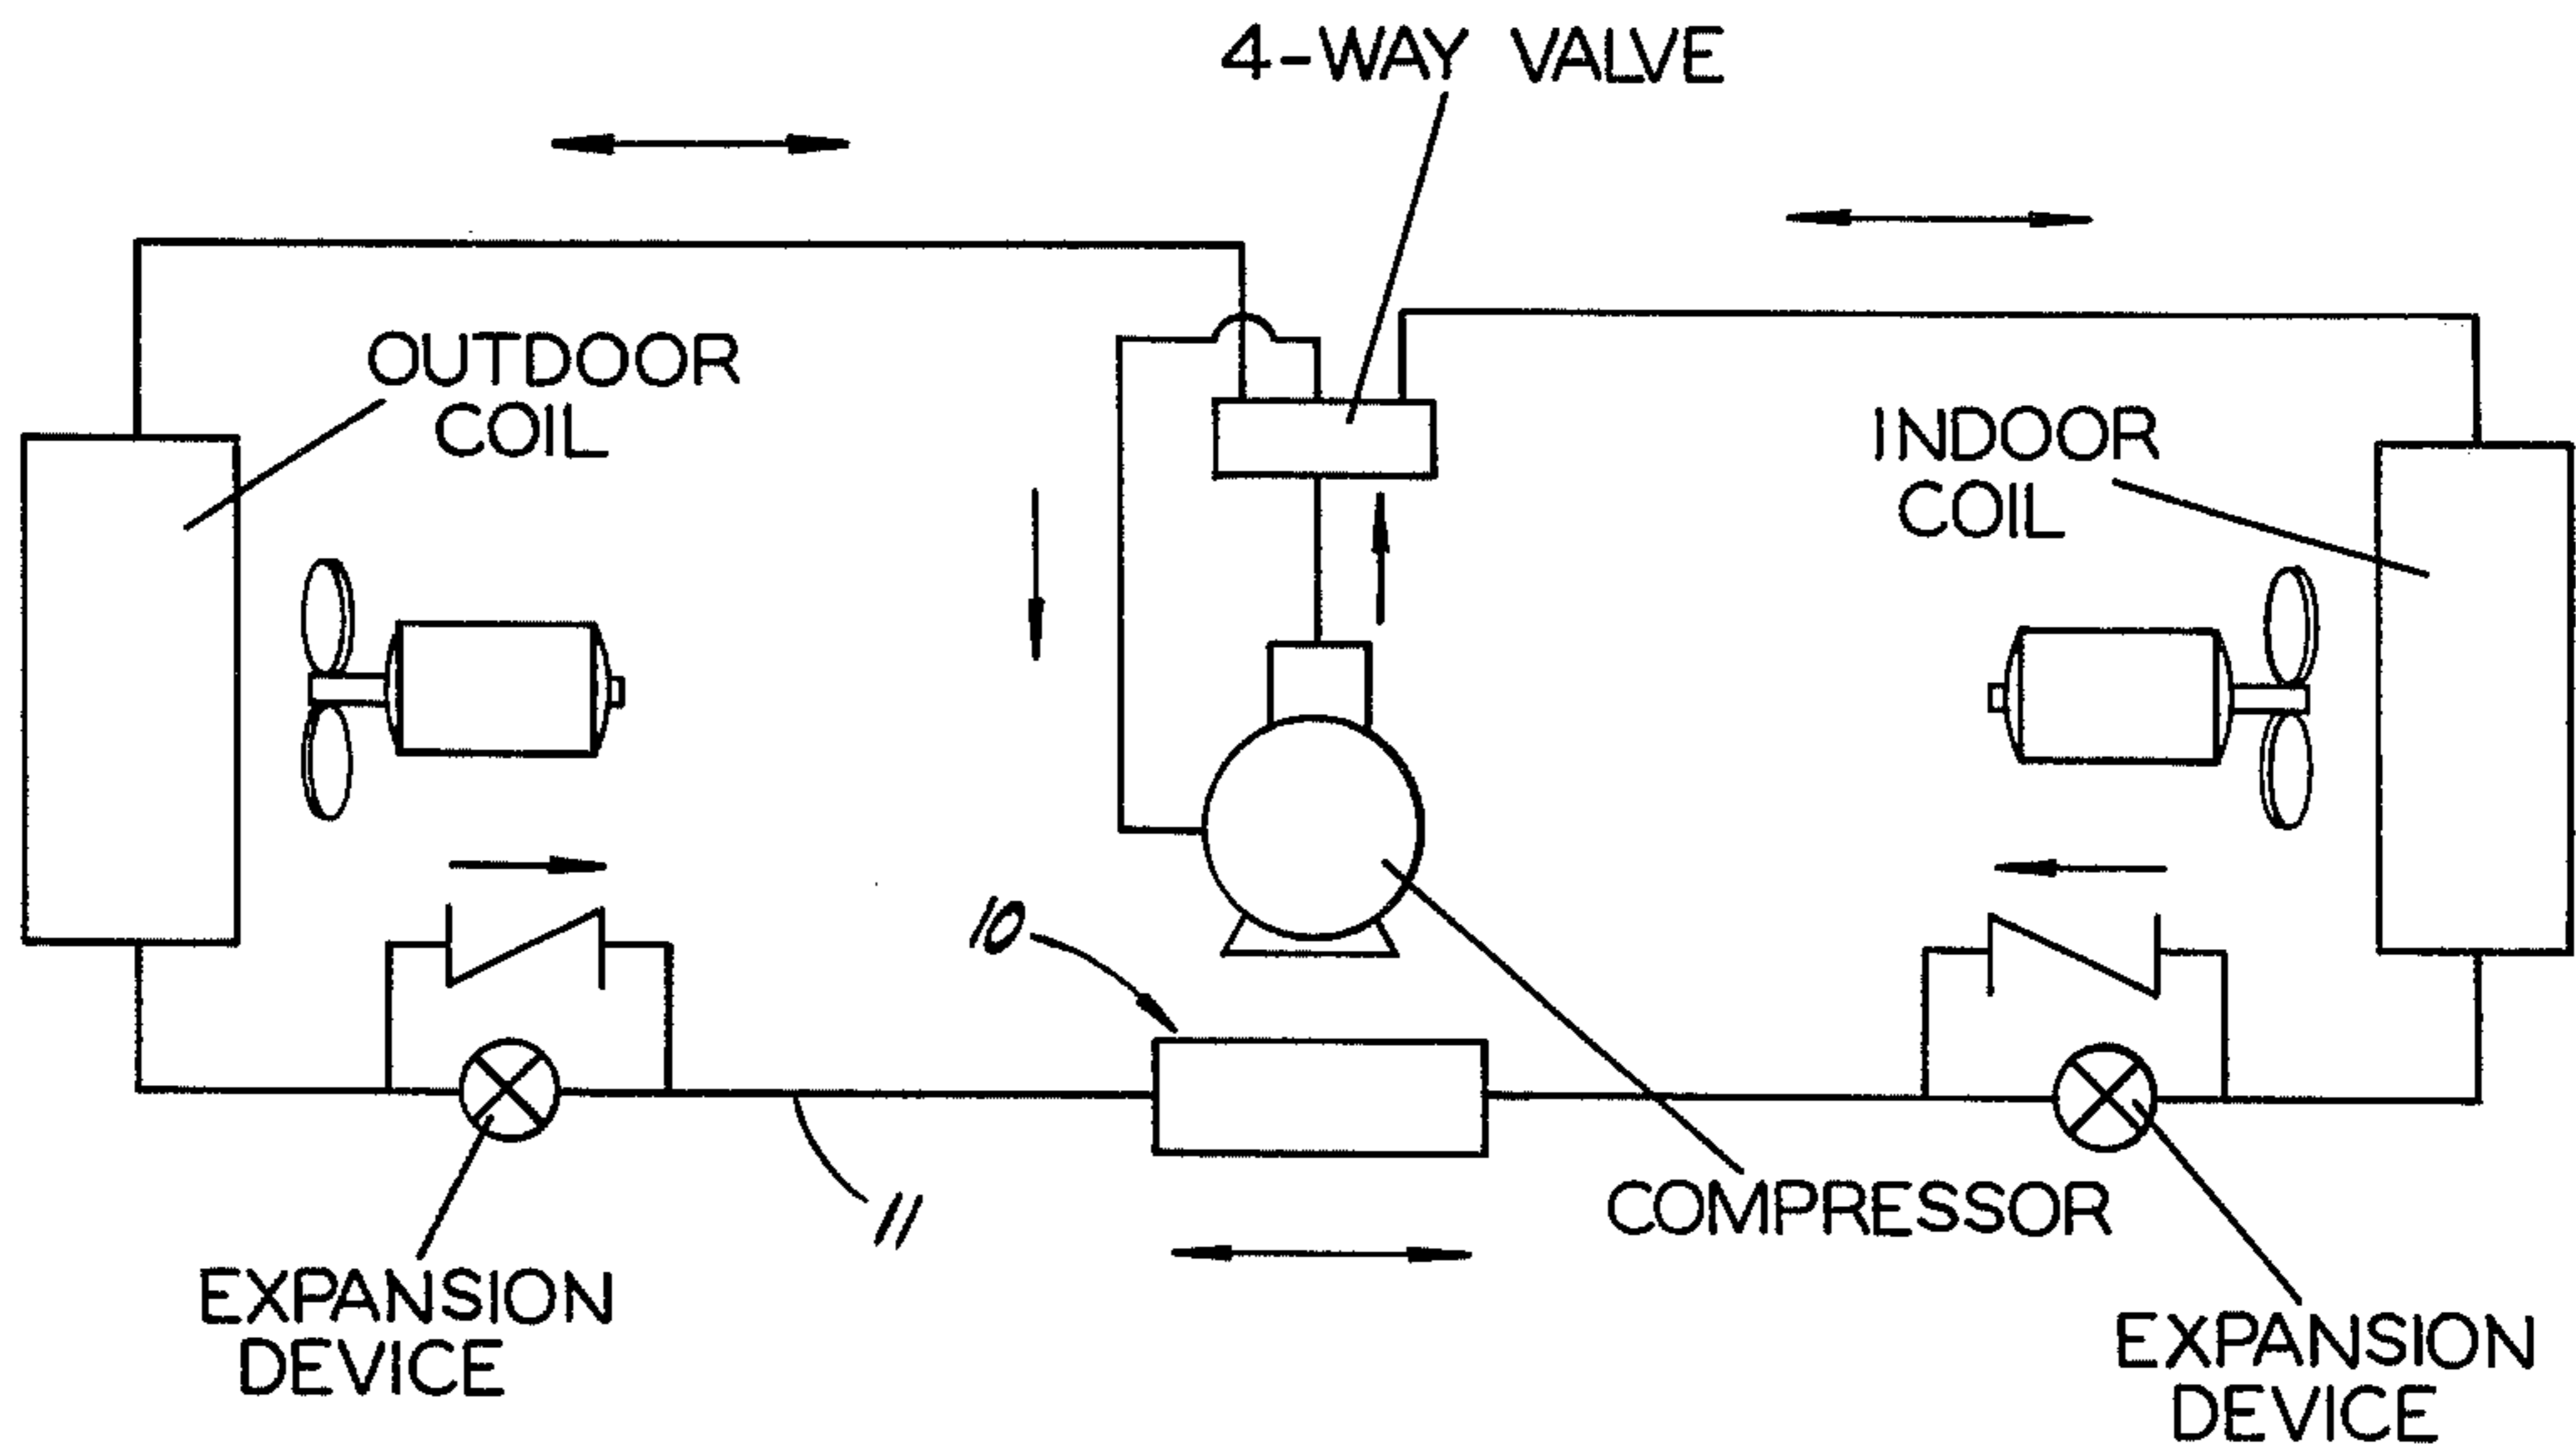 4-WAY VALVE
OUTDOOR
COIL
INDOOR
COIL
10
11
COMPRESSOR
EXPANSION
DEVICE
EXPANSION
DEVICE